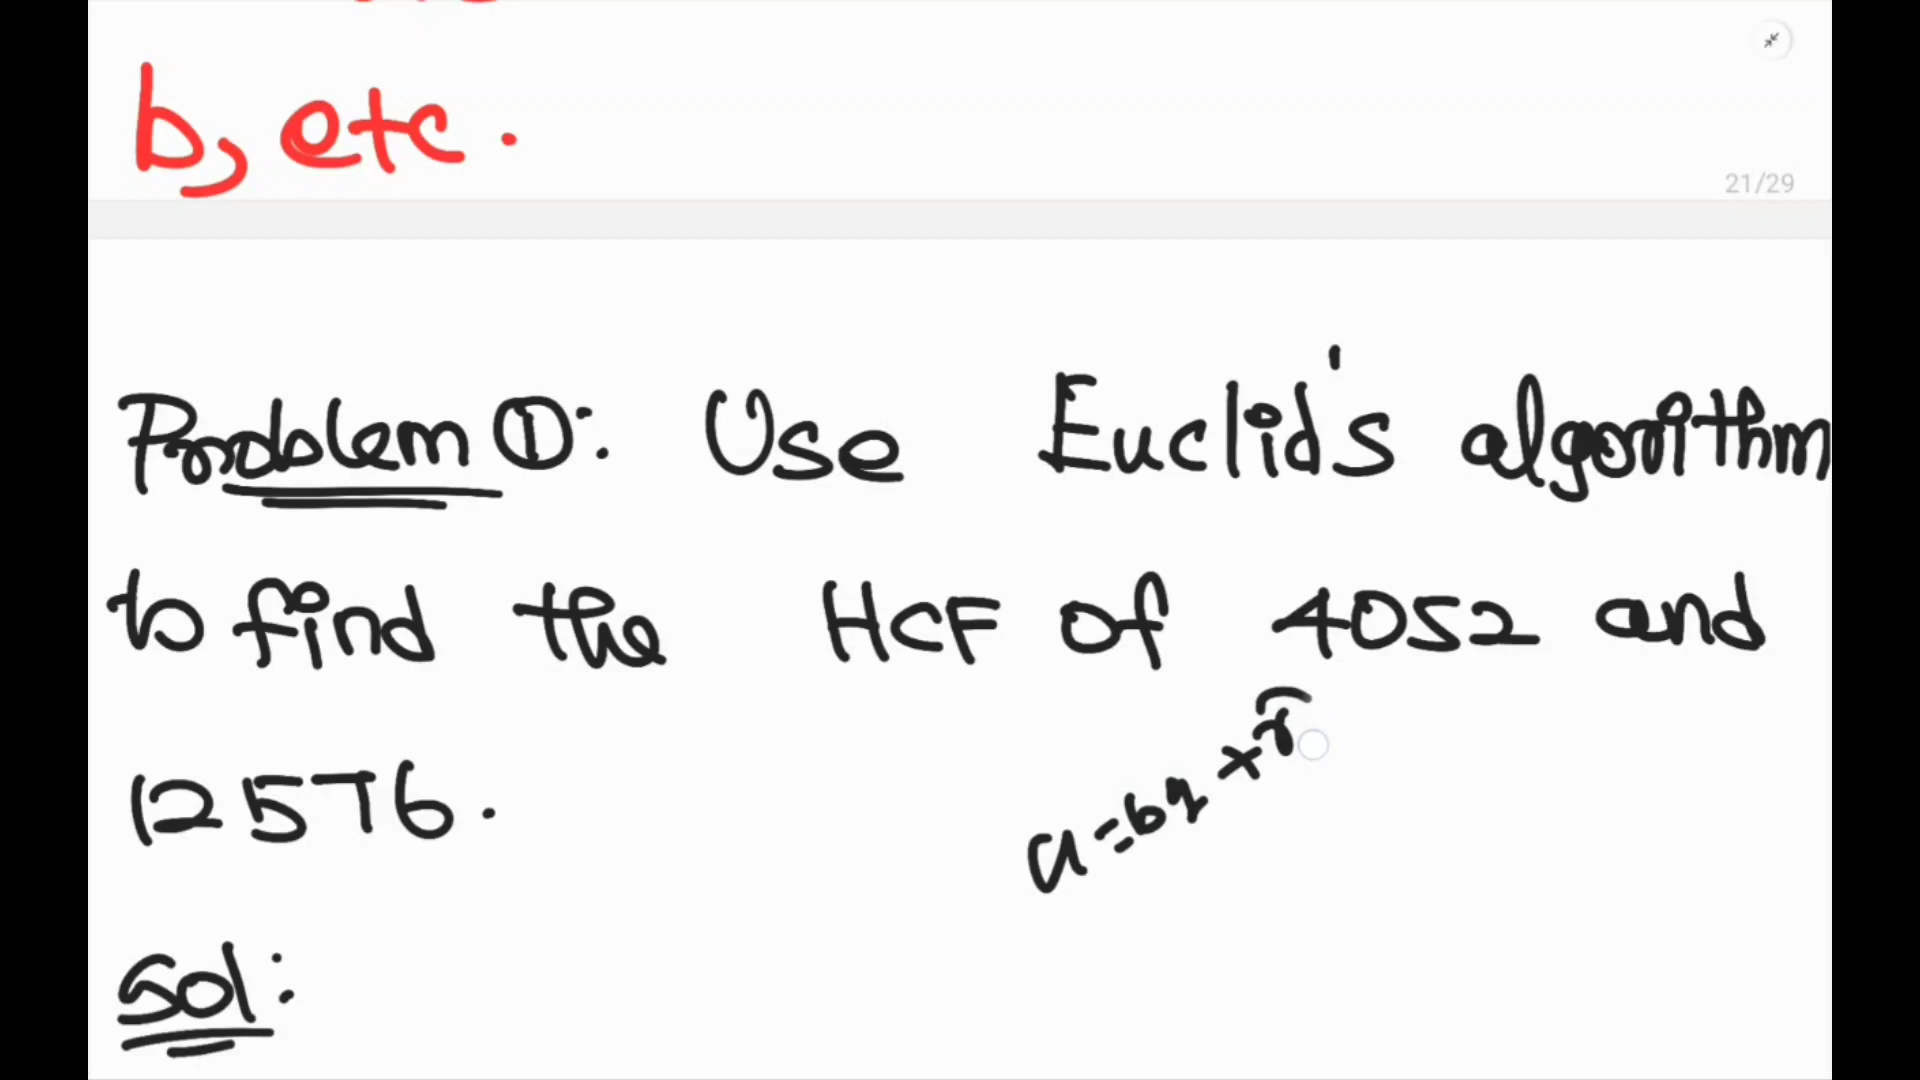 b, etc.
21/29
Problem ①: Use Euclid's algorithm
to find the HCF of 4052 and
12576.
a = bq + r
Sol: